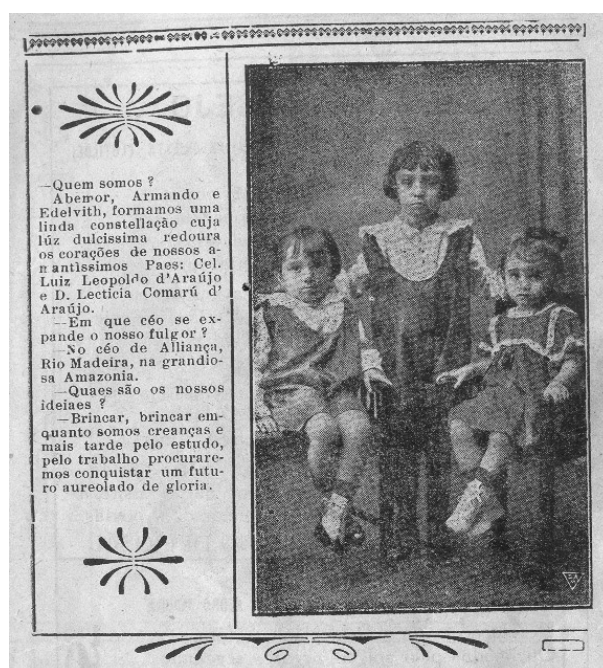 —Quem somos ?
Abemor, Armando e
Edelvith, formamos uma
linda constellação cuja
lúz dulcissima redoura
os corações de nossos a-
mantissimos Paes: Cel.
Luiz Leopoldo d'Araújo
e D. Lecticia Comarú d'
Araújo.
—Em que céo se ex-
pande o nosso fulgor ?
—No céo de Alliança,
Rio Madeira, na grandio-
sa Amazonia.
—Quaes são os nossos
ideiaes ?
—Brincar, brincar em-
quanto somos creanças e
mais tarde pelo estudo,
pelo trabalho procurare-
mos conquistar um futu-
ro aureolado de gloria.